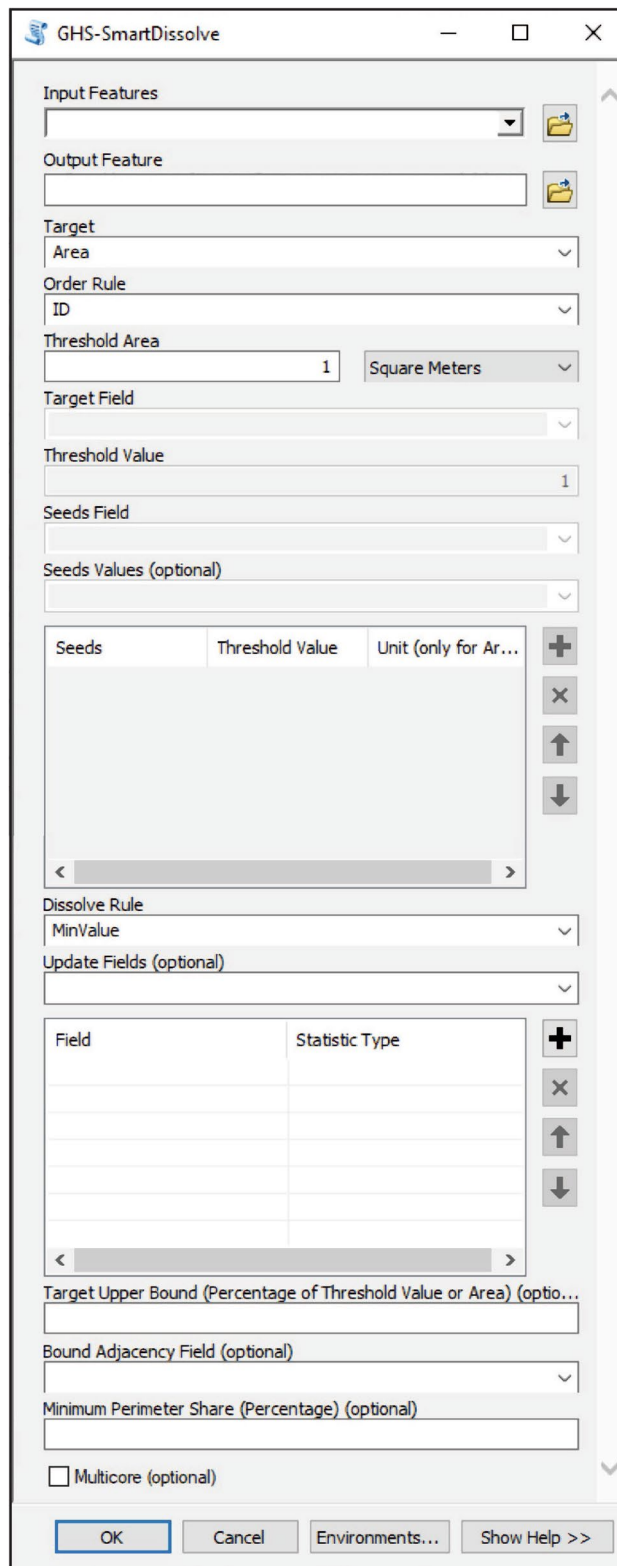 GHS-SmartDissolve
Input Features
Output Feature
Target
Area
Order Rule
ID
Threshold Area
1 Square Meters
Target Field
Threshold Value
1
Seeds Field
Seeds Values (optional)
Seeds Threshold Value Unit (only for Ar...
Dissolve Rule
MinValue
Update Fields (optional)
Field Statistic Type
Target Upper Bound (Percentage of Threshold Value or Area) (optio...
Bound Adjacency Field (optional)
Minimum Perimeter Share (Percentage) (optional)
Multicore (optional)
OK Cancel Environments... Show Help >>